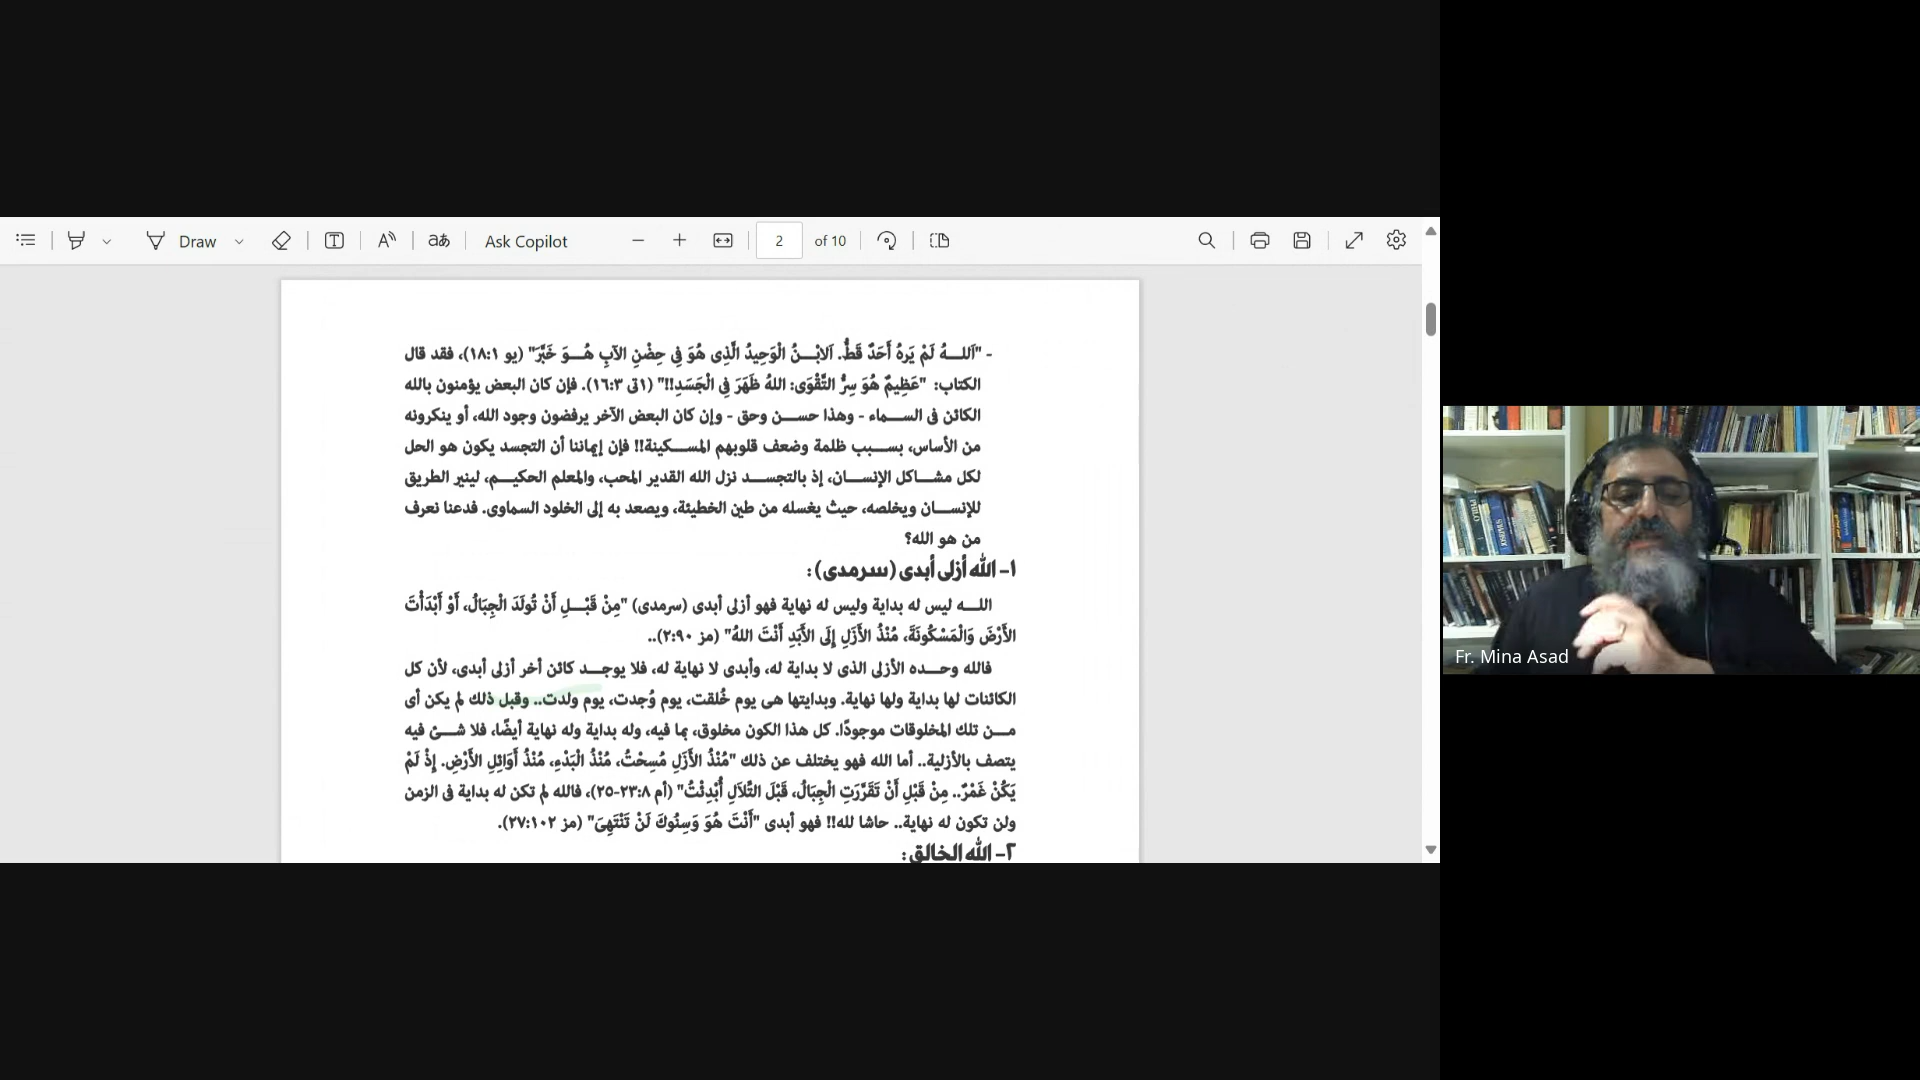 Draw
Ask Copilot
2 of 10
- "اَللهُ لَمْ يَرَهُ أَحَدٌ قَطُّ. اَلابْنُ الْوَحِيدُ الَّذِى هُوَ فِى حِضْنِ الآبِ هُوَ خَبَّرَ" (يو ١٨:١)، فقد قال
الكتاب: "عَظِيمٌ هُوَ سِرُّ التَّقْوَى: اللهُ ظَهَرَ فِى الْجَسَدِ!!" (١تى ١٦:٣). فإن كان البعض يؤمنون بالله
الكائن فى السماء - وهذا حسن وحق - وإن كان البعض الآخر يرفضون وجود الله، أو ينكرونه
من الأساس، بسبب ظلمة وضعف قلوبهم المسكينة!! فإن إيماننا أن التجسد يكون هو الحل
لكل مشاكل الإنسان، إذ بالتجسد نزل الله القدير المحب، والمعلم الحكيم، لينير الطريق
للإنسان ويخلصه، حيث يغسله من طين الخطيئة، ويصعد به إلى الخلود السماوى. فدعنا نعرف
من هو الله؟
١- الله أزلى أبدى (سرمدى):
الله ليس له بداية وليس له نهاية فهو أزلى أبدى (سرمدى) "مِنْ قَبْلِ أَنْ تُولَدَ الْجِبَالُ، أَوْ أَبْدَأْتَ
الأَرْضَ وَالْمَسْكُونَةَ، مُنْذُ الأَزَلِ إِلَى الأَبَدِ أَنْتَ اللهُ" (مز ٢:٩٠)..
فالله وحده الأزلى الذى لا بداية له، وأبدى لا نهاية له، فلا يوجد كائن أخر أزلى أبدى، لأن كل
الكائنات لها بداية ولها نهاية. وبدايتها هى يوم خُلقت، يوم وُجدت، يوم ولدت.. وقبل ذلك لم يكن أى
من تلك المخلوقات موجودًا. كل هذا الكون مخلوق، بما فيه، وله بداية وله نهاية أيضًا، فلا شئ فيه
يتصف بالأزلية.. أما الله فهو يختلف عن ذلك "مُنْذُ الأَزَلِ مُسِحْتُ، مُنْذُ الْبَدْءِ، مُنْذُ أَوَائِلِ الأَرْضِ. إِذْ لَمْ
يَكُنْ غَمْرٌ.. مِنْ قَبْلِ أَنْ تَقَرَّرَتِ الْجِبَالُ، قَبْلَ التِّلاَلِ أُبْدِئْتُ" (أم ٢٣:٨-٢٥)، فالله لم تكن له بداية فى الزمن
ولن تكون له نهاية.. حاشا لله!! فهو أبدى "أَنْتَ هُوَ وَسِنُوكَ لَنْ تَنْتَهِىَ" (مز ٢٧:١٠٢).
٢- الله الخالق:
Fr. Mina Asad